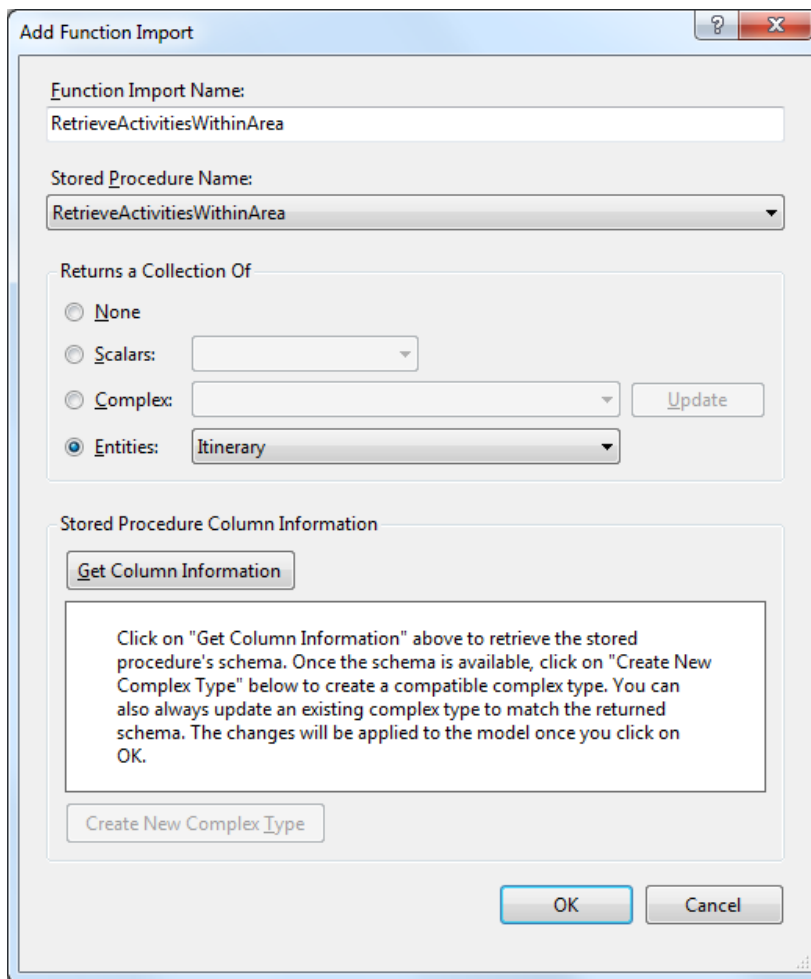 Add Function Import
?
Function Import Name:
RetrieveActivitiesWithinArea
Stored Procedure Name:
RetrieveActivitiesWithinArea
Returns a Collection Of
None
Scalars:
Complex:
Update
Entities:
Itinerary
Stored Procedure Column Information
Get Column Information
Click on "Get Column Information" above to retrieve the stored
procedure's schema. Once the schema is available, click on "Create New
Complex Type" below to create a compatible complex type. You can
also always update an existing complex type to match the returned
schema. The changes will be applied to the model once you click on
OK.
Create New Complex Type
OK
Cancel